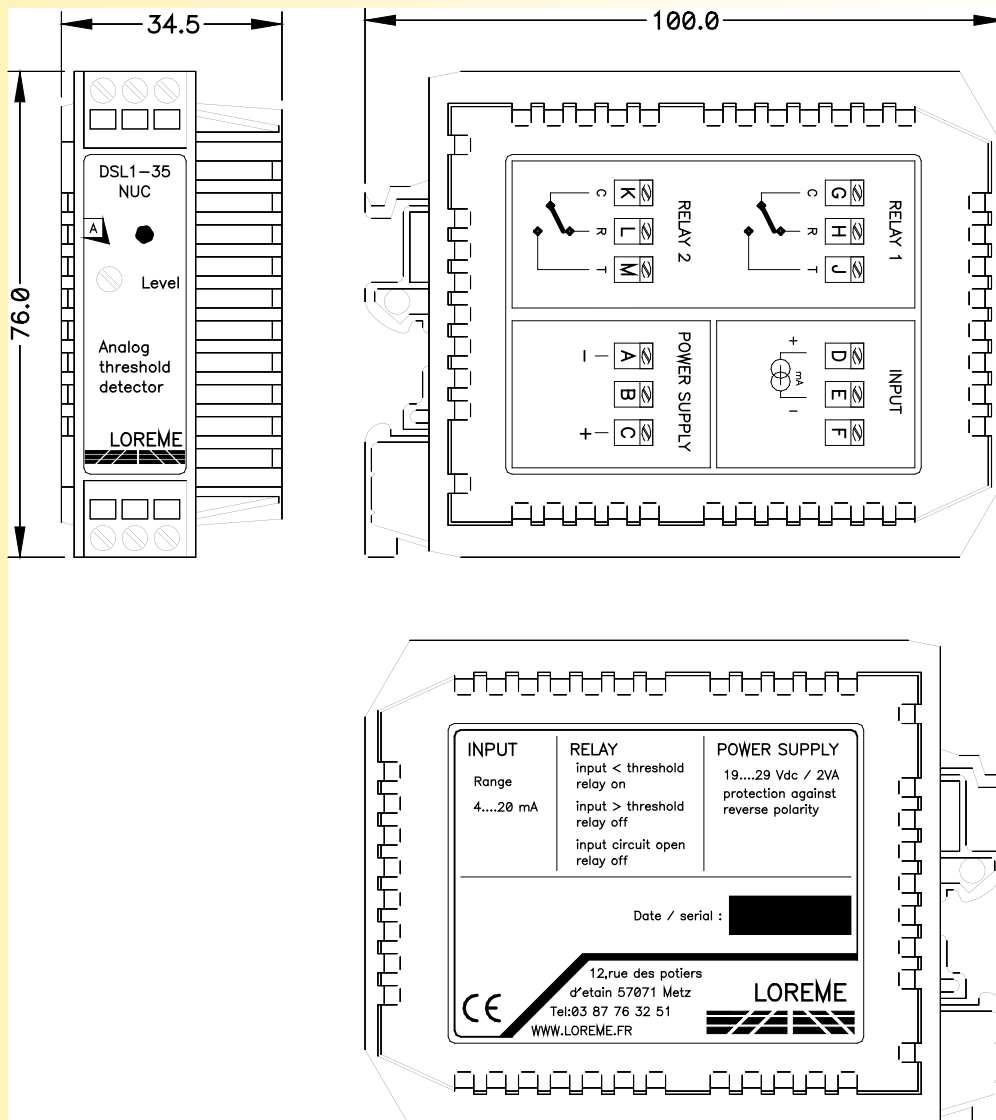 34.5
100.0
76.0
DSL1-35
NUC
A
Level
Analog
threshold
detector
LOREME
RELAY 2
K
L
M
C
R
T
RELAY 1
G
H
J
C
R
T
POWER SUPPLY
A
B
C
-
+
INPUT
D
E
F
+
mA
-
INPUT
Range
4....20 mA
RELAY
input < threshold
relay on
input > threshold
relay off
input circuit open
relay off
POWER SUPPLY
19....29 Vdc / 2VA
protection against
reverse polarity
Date / serial :
12,rue des potiers
d'etain 57071 Metz
Tel:03 87 76 32 51
WWW.LOREME.FR
CE
LOREME